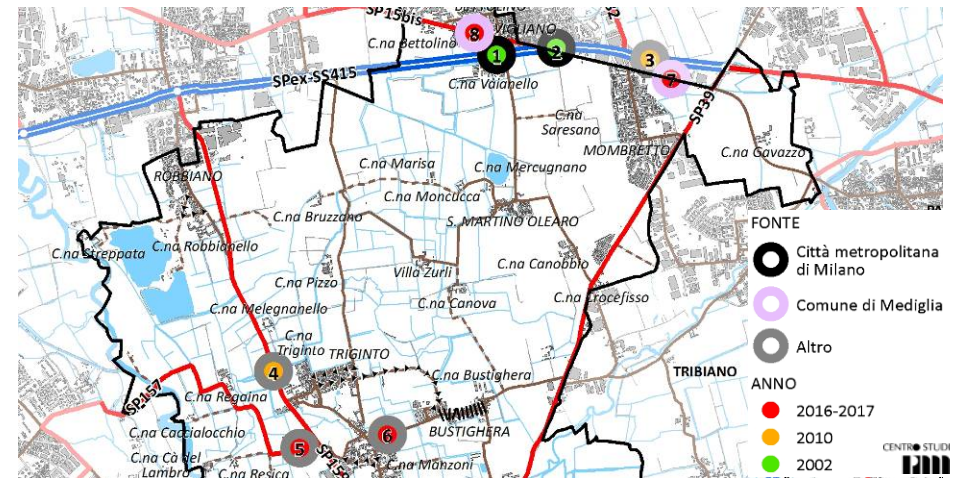 SP15bis
BETTOLINO
VIGLIANO
C.na Bettolino
8
1
2
3
7
SPex-SS415
C.na Vaianello
SP39
C.na
Saresano
MOMBRETTO
C.na Gavazzo
C.na Marisa
C.na Mercugnano
ROBBIANO
C.na Moncucca
C.na Bruzzano
S. MARTINO OLEARO
C.na Robbianello
C.na Streppata
Villa Zurli
C.na Canobbio
C.na Pizzo
C.na Canova
C.na Crocefisso
C.na Melegnanello
C.na
Triginto
TRIGINTO
4
C.na Bustighera
TRIBIANO
SP157
C.na Regaina
C.na Caccialocchio
BUSTIGHERA
6
5
C.na Cà del
Lambro
C.na Resica
C.na Manzoni
FONTE
Città metropolitana
di Milano
Comune di Mediglia
Altro
ANNO
2016-2017
2010
2002
CENTRO STUDI